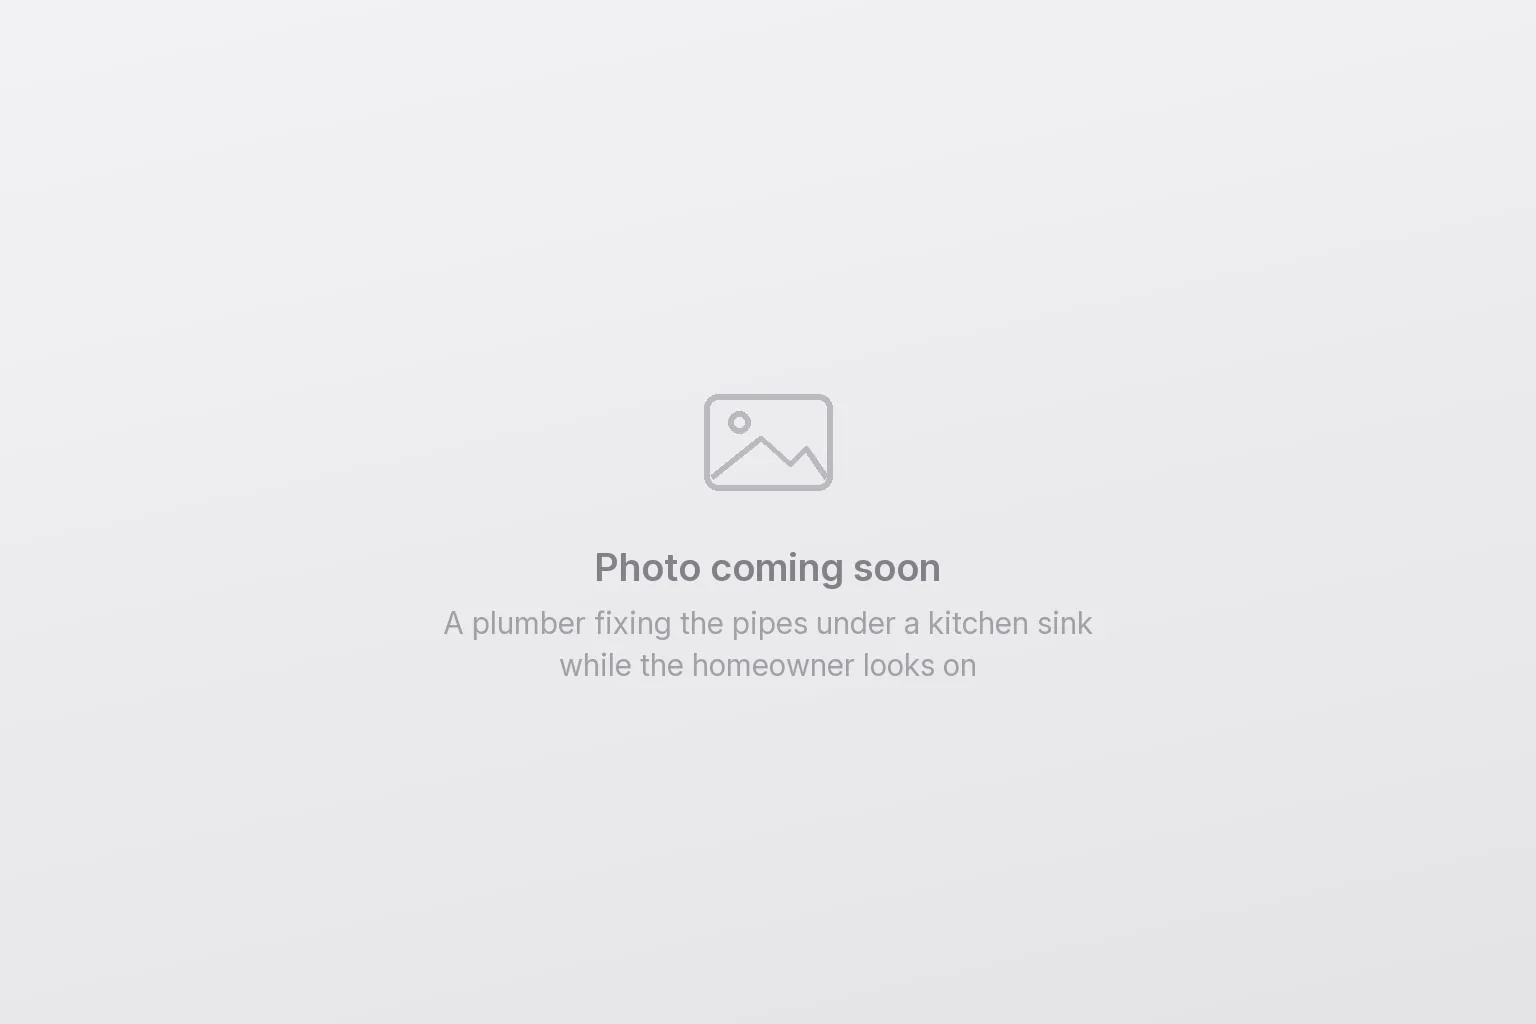 Photo coming soon
A plumber fixing the pipes under a kitchen sink
while the homeowner looks on